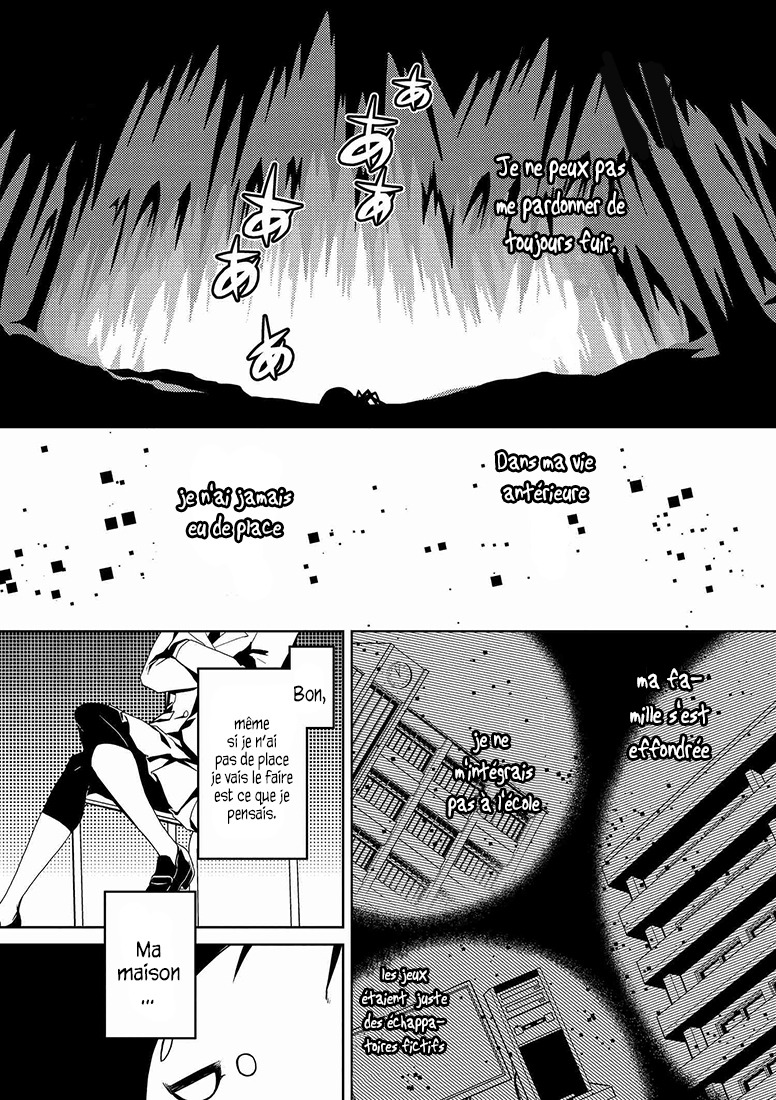 あ
あ
あ
あ
あ
あ
Je ne peux pas
me pardonner de
toujours fuir.
Dans ma vie
antérieure
je n'ai jamais
eu de place
ma fa-
mille s'est
effondrée
je ne
m'intégrais
pas à l'école
les jeux
étaient juste
des échappa-
toires fictifs
Bon,
même
si je n'ai
pas de place
je vais le faire
est ce que je
pensais.
Ma
maison
...